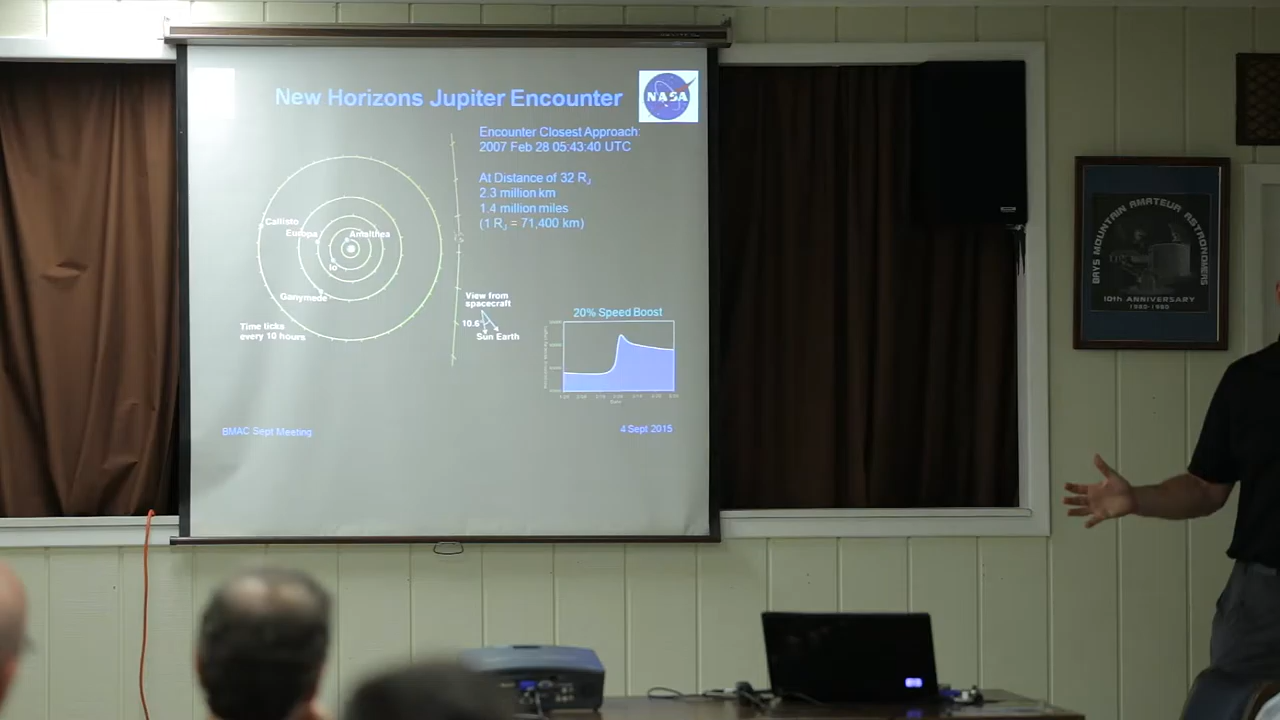 New Horizons Jupiter Encounter
NASA
Encounter Closest Approach:
2007 Feb 28 05:43:40 UTC
At Distance of 32 RJ
2.3 million km
1.4 million miles
(1 RJ = 71,400 km)
Callisto
Europa
Amalthea
Io
Ganymede
Time ticks
every 10 hours
View from
spacecraft
10.6°
Sun Earth
20% Speed Boost
BMAC Sept Meeting
4 Sept 2015
BAYS MOUNTAIN AMATEUR ASTRONOMERS
10th ANNIVERSARY
1980-1990